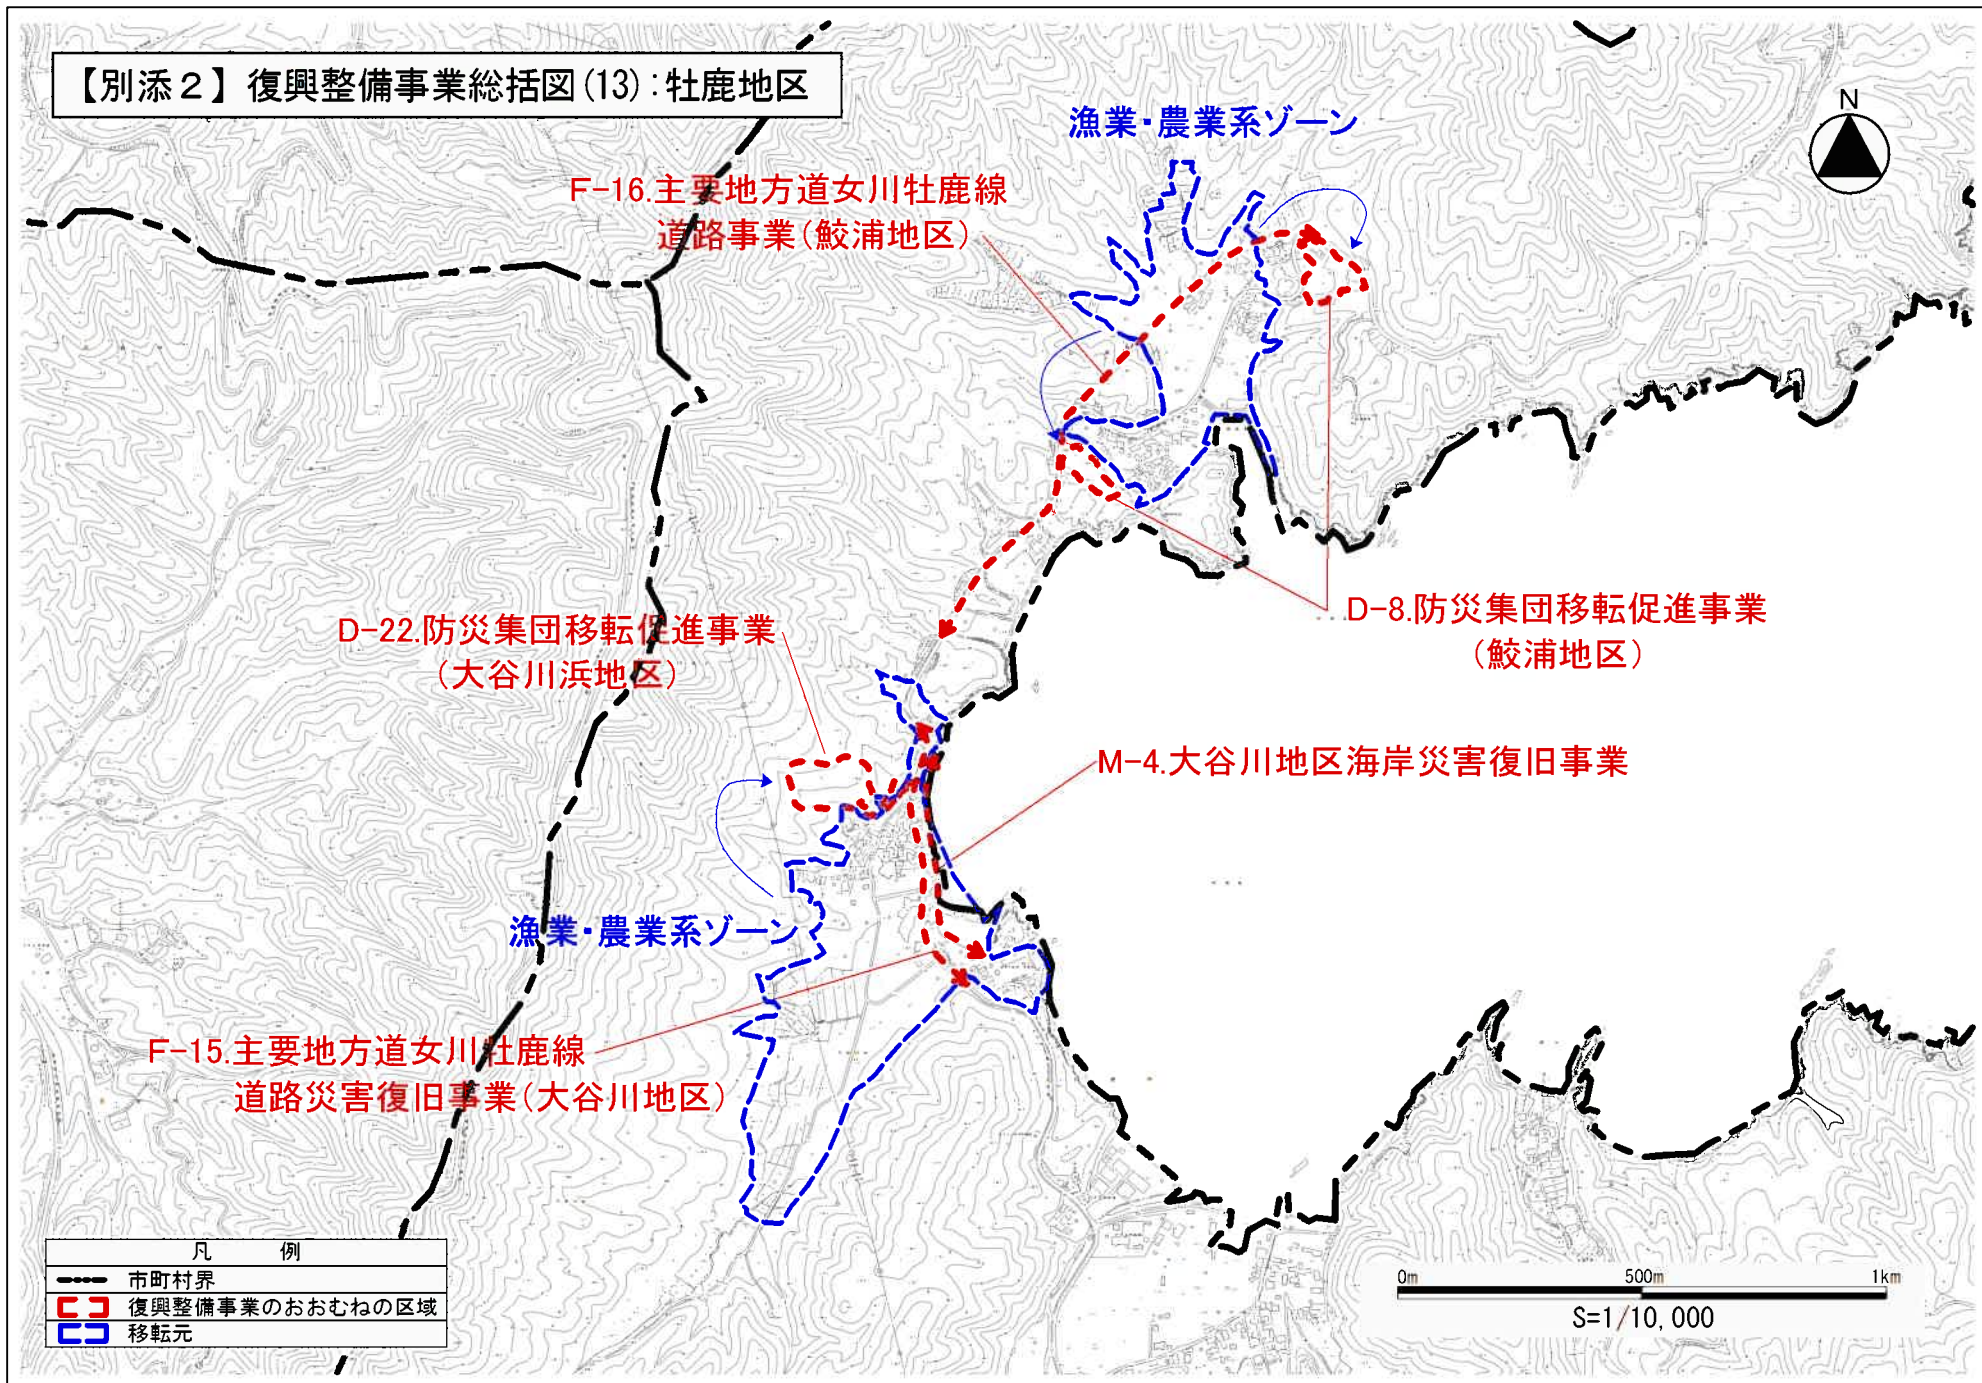 【別添２】復興整備事業総括図(13):牡鹿地区
N
漁業・農業系ゾーン
F-16.主要地方道女川牡鹿線
道路事業(鮫浦地区)
D-8.防災集団移転促進事業
(鮫浦地区)
D-22.防災集団移転促進事業
(大谷川浜地区)
M-4.大谷川地区海岸災害復旧事業
漁業・農業系ゾーン
F-15.主要地方道女川牡鹿線
道路災害復旧事業(大谷川地区)
凡　例
市町村界
復興整備事業のおおむねの区域
移転元
0m 500m 1km
S=1/10,000